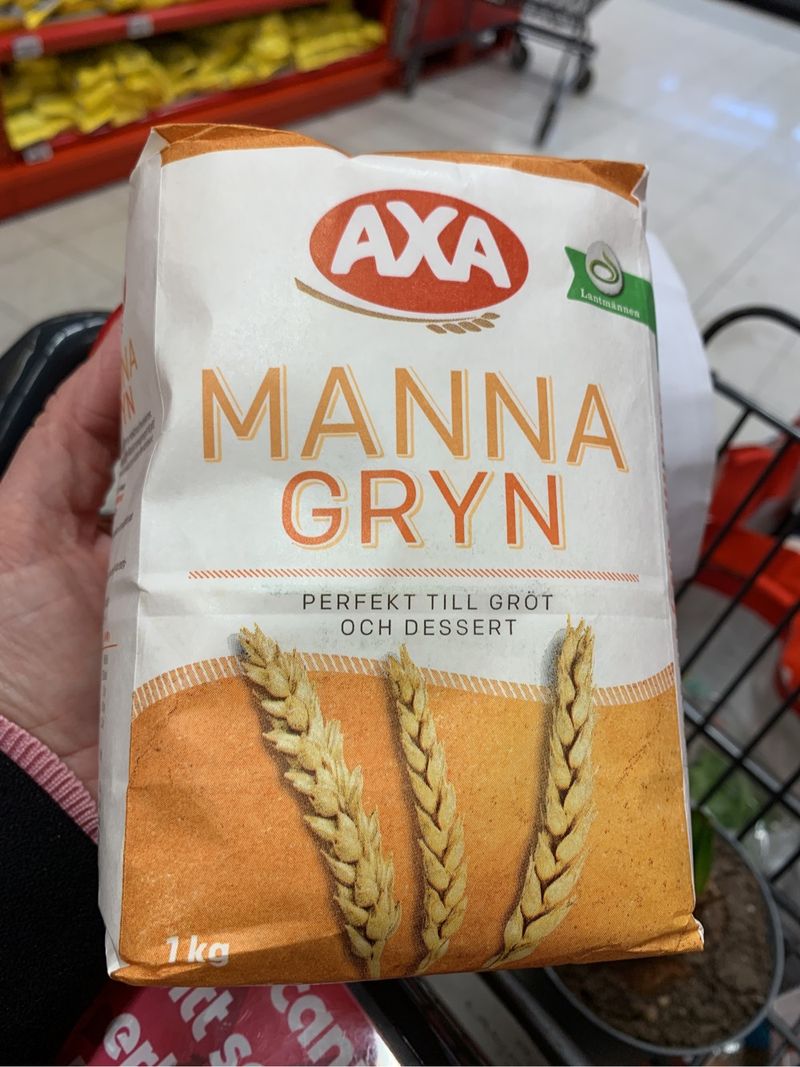 AXA
Lantmännen
MANNA
GRYN
PERFEKT TILL GRÖT
OCH DESSERT
1 kg